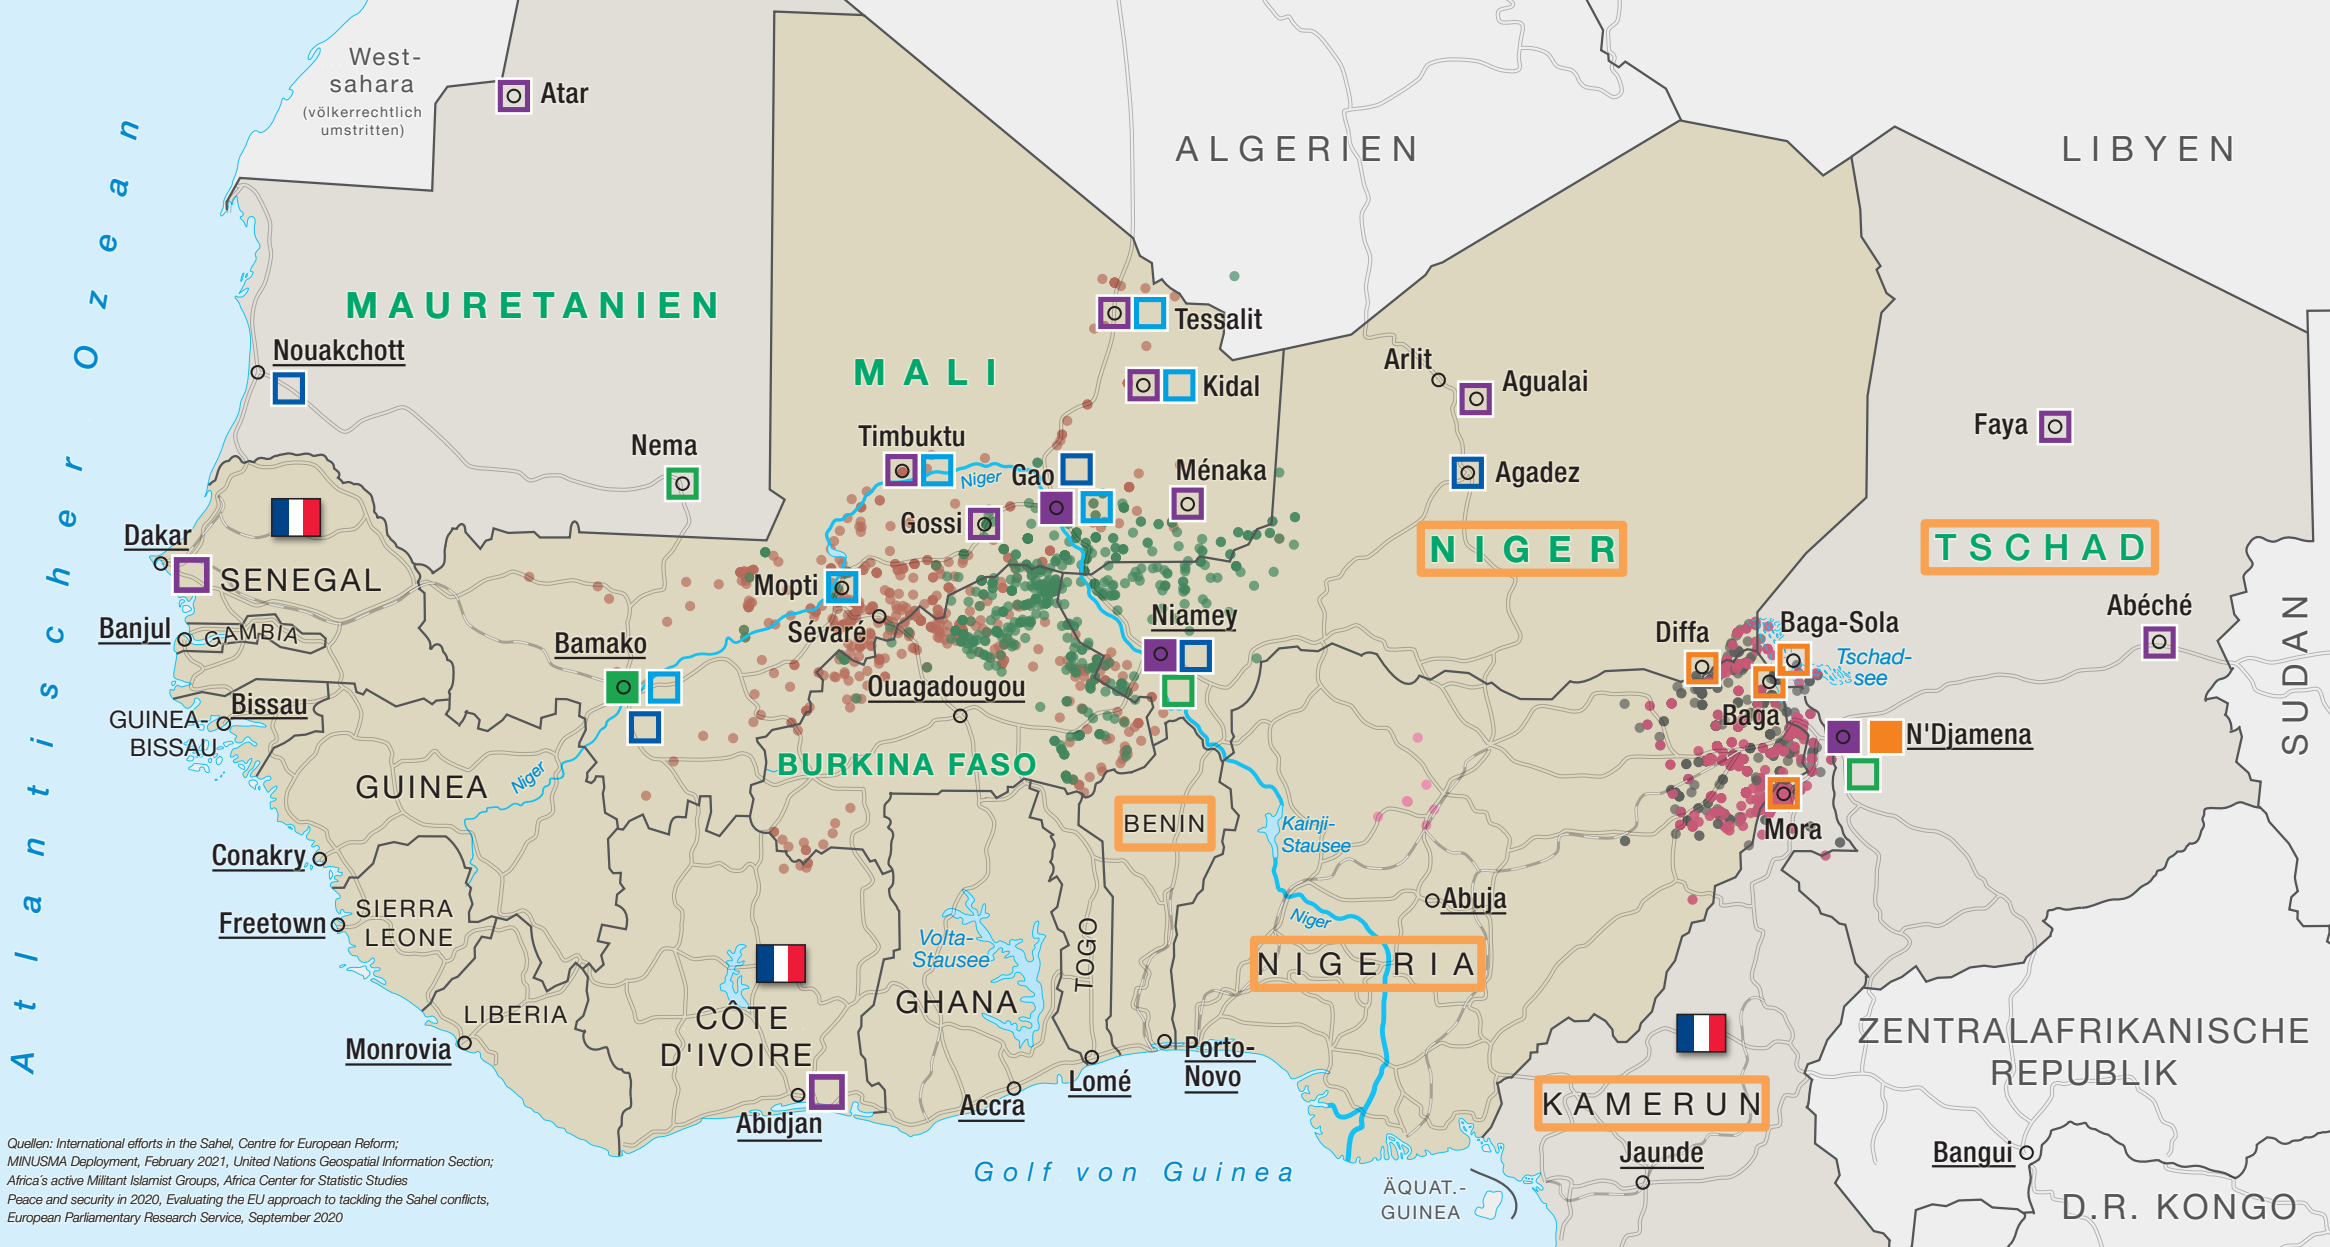 West-
sahara
(völkerrechtlich
umstritten)
Atar
ALGERIEN
LIBYEN
Atlantischer Ozean
MAURETANIEN
Nouakchott
Nema
MALI
Tessalit
Kidal
Timbuktu
Niger
Gao
Ménaka
Gossi
Arlit
Agualai
Agadez
Faya
NIGER
TSCHAD
Dakar
SENEGAL
Banjul
GAMBIA
Bissau
GUINEA-
BISSAU
Bamako
Mopti
Sévaré
Niamey
Ouagadougou
BURKINA FASO
Diffa
Baga-Sola
Tschad-
see
Baga
N'Djamena
Mora
Abéché
SUDAN
GUINEA
Niger
Conakry
Freetown
SIERRA
LEONE
LIBERIA
Monrovia
CÔTE
D'IVOIRE
Abidjan
Volta-
Stausee
GHANA
Accra
TOGO
Lomé
BENIN
Porto-
Novo
Kainji-
Stausee
Abuja
Niger
NIGERIA
KAMERUN
Jaunde
ZENTRALAFRIKANISCHE
REPUBLIK
Bangui
D.R. KONGO
ÄQUAT.-
GUINEA
Golf von Guinea
Quellen: International efforts in the Sahel, Centre for European Reform;
MINUSMA Deployment, February 2021, United Nations Geospatial Information Section;
Africa´s active Militant Islamist Groups, Africa Center for Statistic Studies
Peace and security in 2020, Evaluating the EU approach to tackling the Sahel conflicts,
European Parliamentary Research Service, September 2020